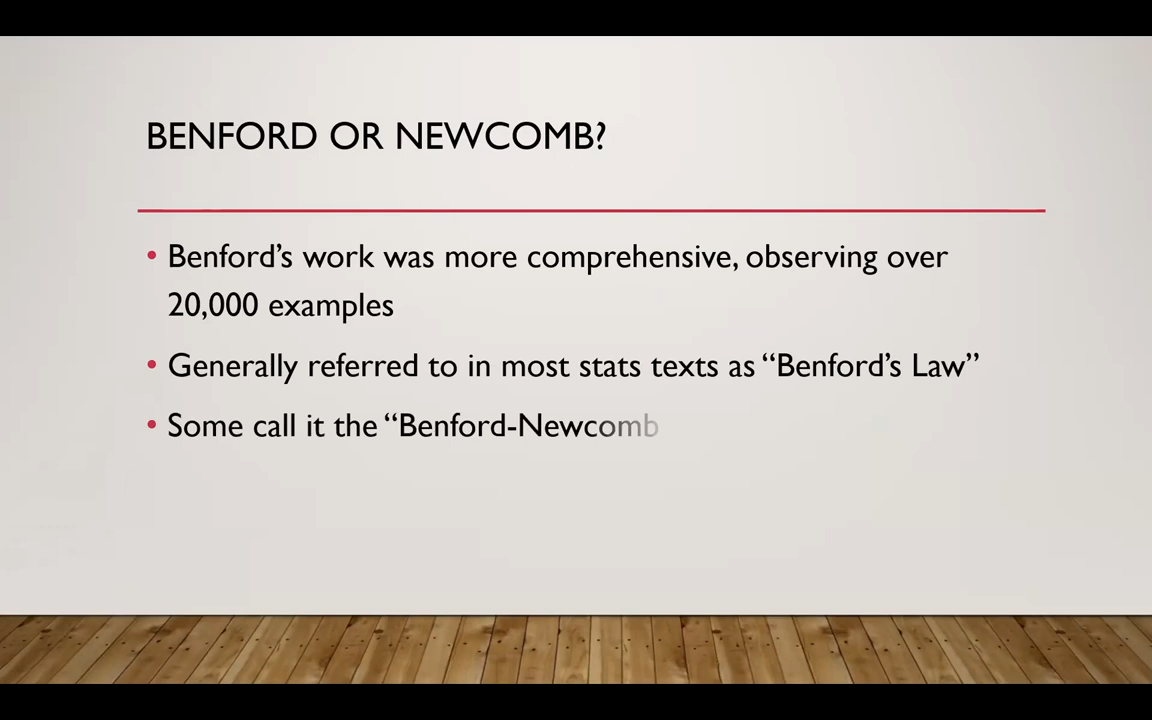 BENFORD OR NEWCOMB?
• Benford’s work was more comprehensive, observing over
20,000 examples
• Generally referred to in most stats texts as “Benford’s Law”
• Some call it the “Benford-Newcomb